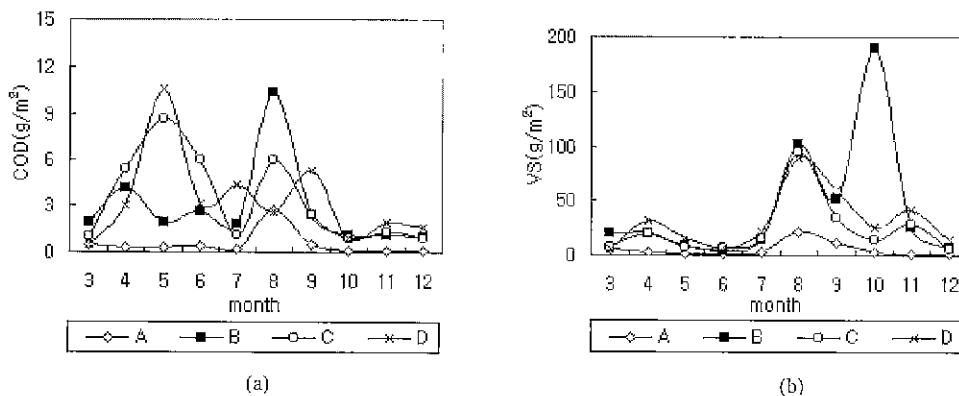 (a)
15
12
9
6
3
0
COD(g/m²)
3 4 5 6 7 8 9 10 11 12
month
A B C D
(a)
(b)
200
150
100
50
0
VS(g/m²)
3 4 5 6 7 8 9 10 11 12
month
A B C D
(b)